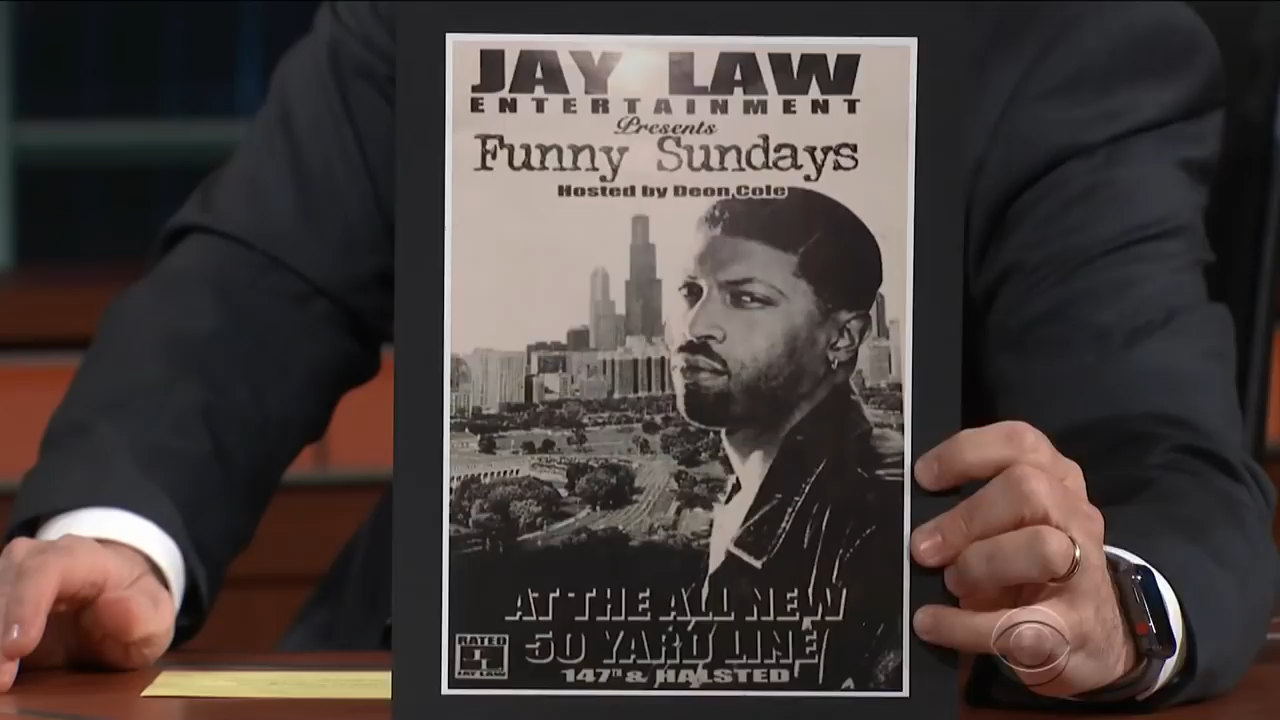 JAY LAW
ENTERTAINMENT
Presents
Funny Sundays
Hosted by Deon Cole
AT THE ALL NEW
50 YARD LINE
RATED
JAY LAW
147TH & HALSTED